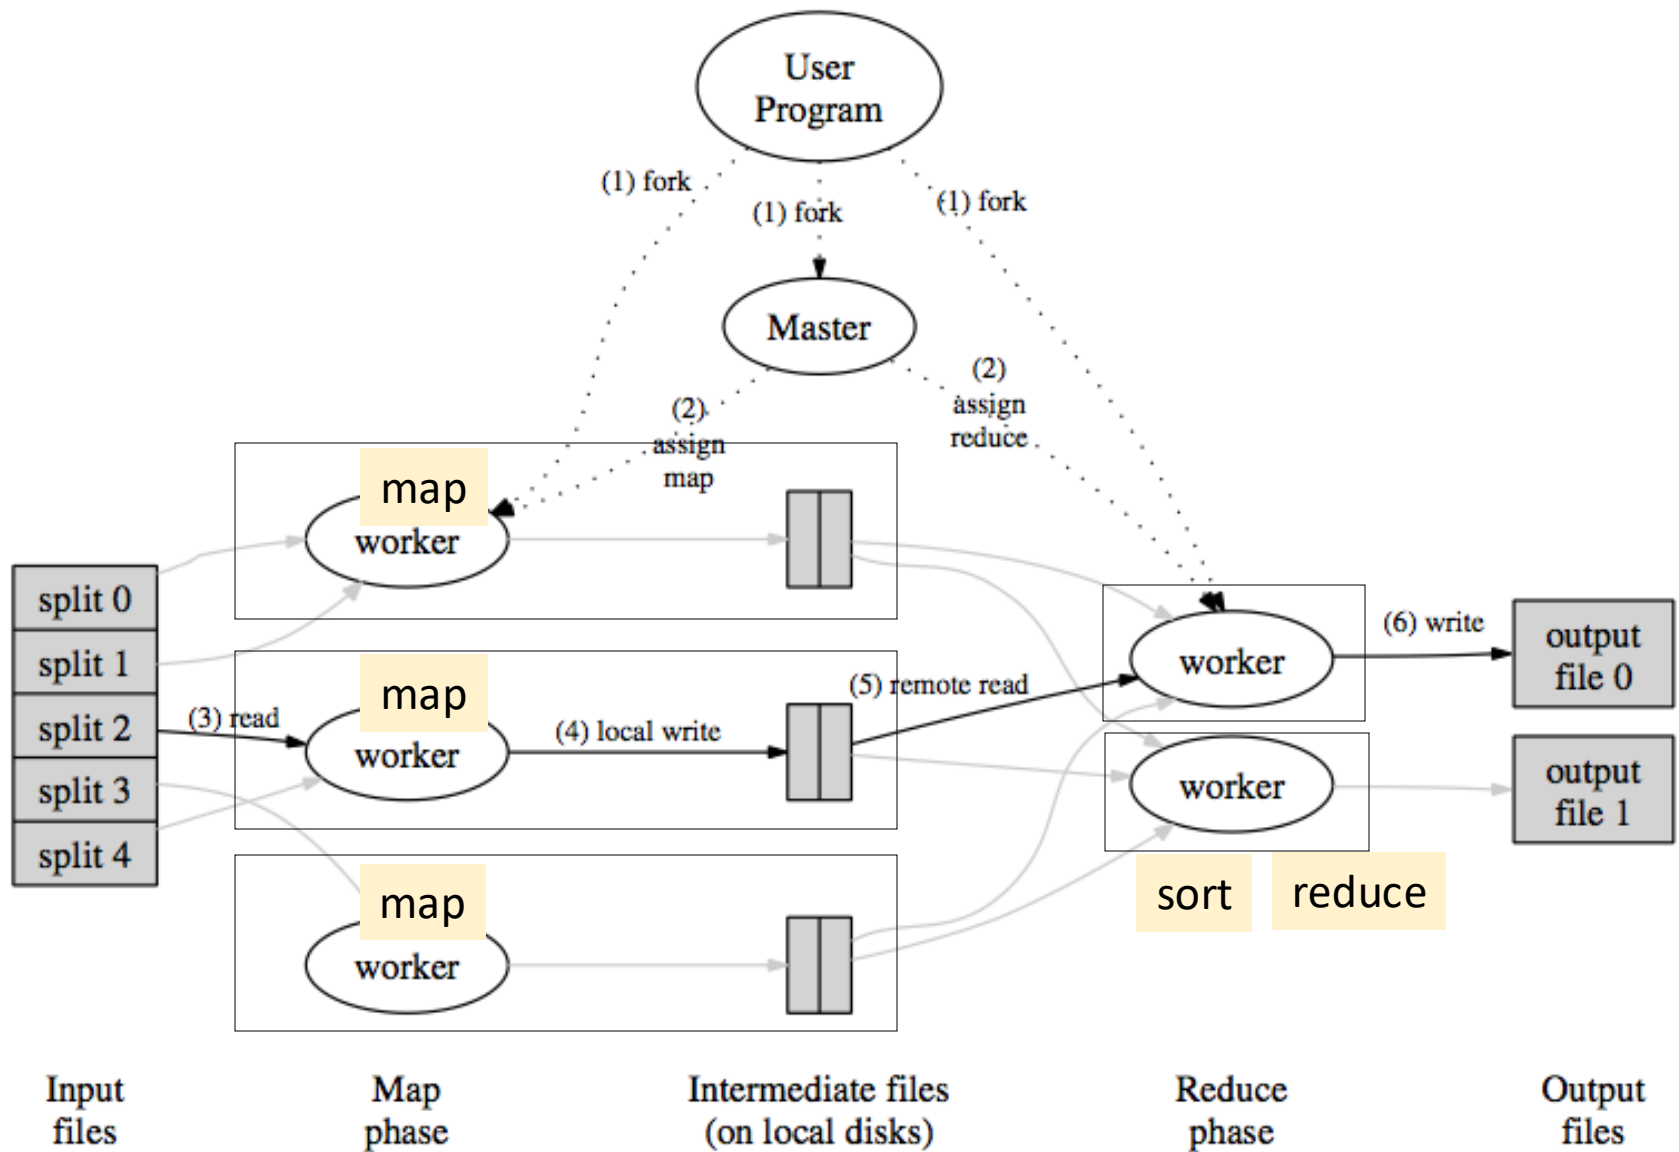 User
Program
(1) fork
(1) fork
(1) fork
Master
(2)
assign
map
(2)
assign
reduce
map
worker
split 0
split 1
split 2
split 3
split 4
(3) read
map
worker
(4) local write
(5) remote read
map
worker
worker
(6) write
output
file 0
worker
output
file 1
sort
reduce
Input
files
Map
phase
Intermediate files
(on local disks)
Reduce
phase
Output
files